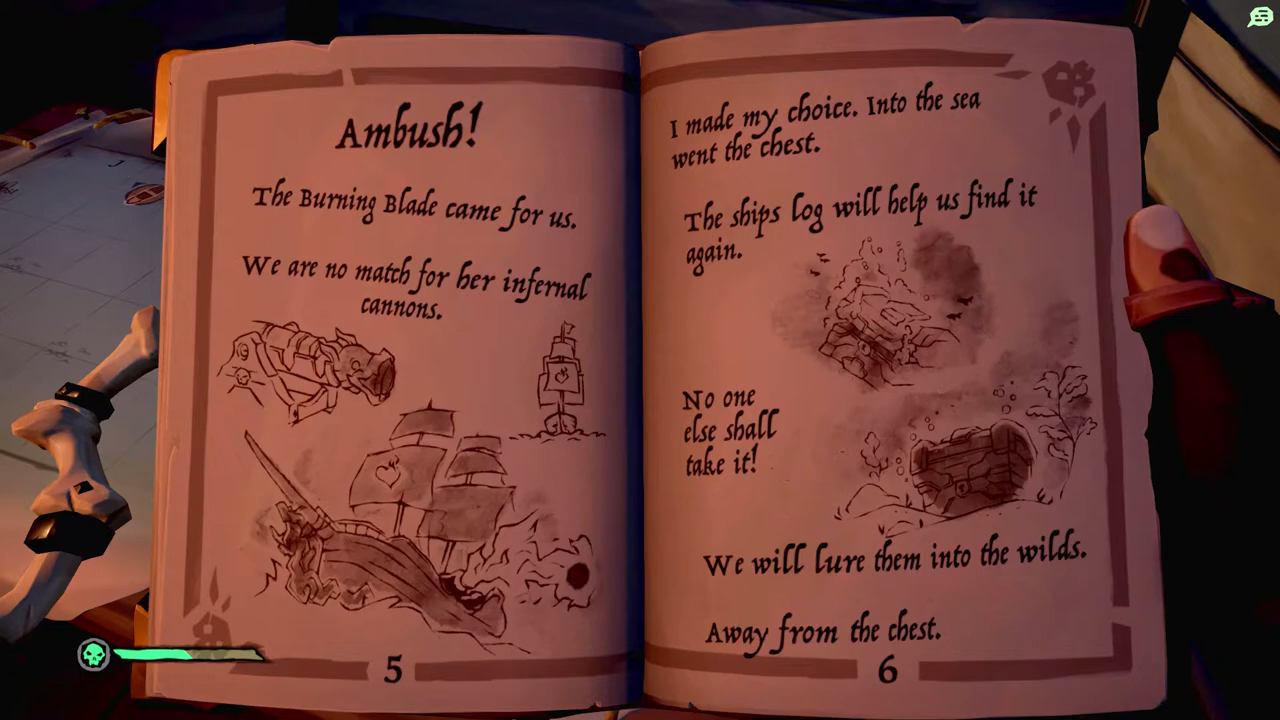 Ambush!
The Burning Blade came for us.
We are no match for her infernal
cannons.
5
I made my choice. Into the sea
went the chest.
The ships log will help us find it
again.
No one
else shall
take it!
We will lure them into the wilds.
Away from the chest.
6